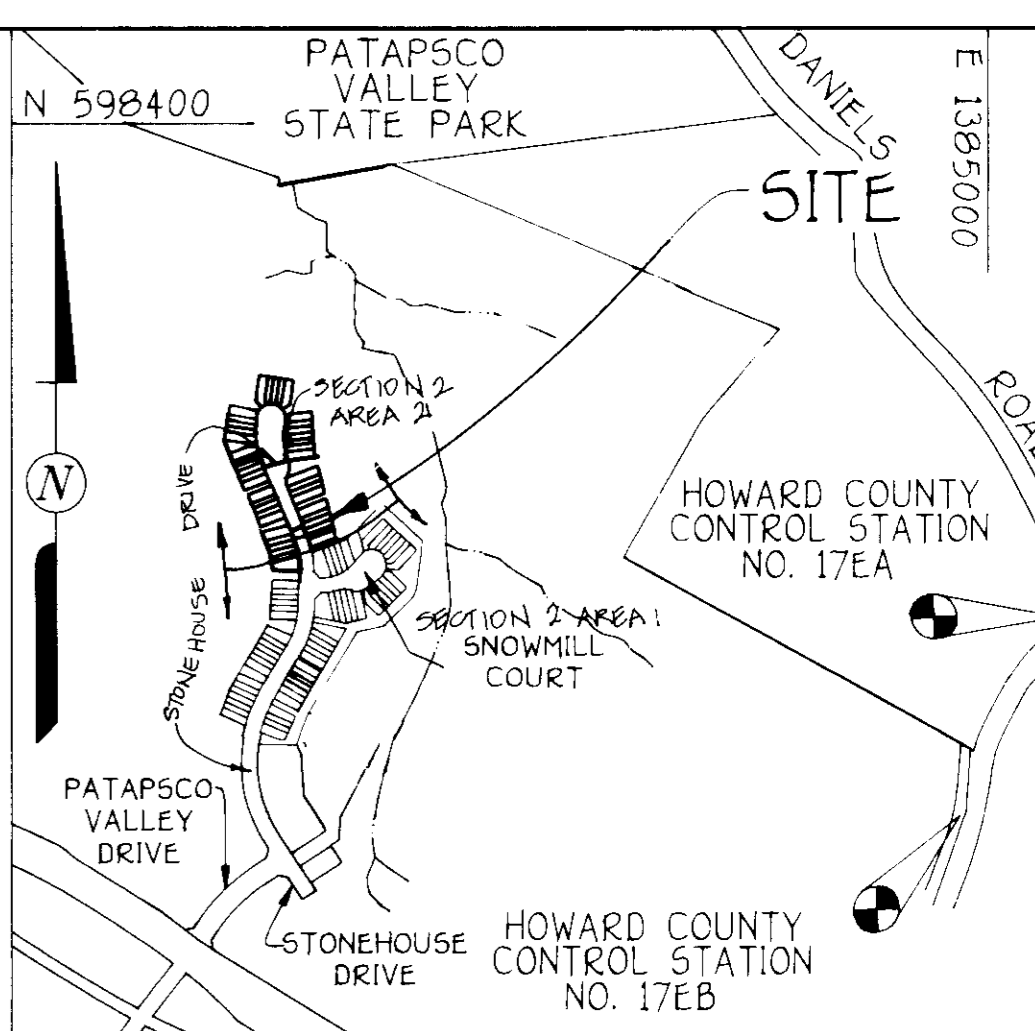 PATAPSCO
VALLEY
STATE PARK
N 598400
DANIELS
E 1385000
SITE
SECTION 2
AREA 2
ROAD
DRIVE
N
HOWARD COUNTY
CONTROL STATION
NO. 17EA
STONEHOUSE
SECTION 2 AREA 1
SNOWMILL
COURT
PATAPSCO
VALLEY
DRIVE
STONEHOUSE
DRIVE
HOWARD COUNTY
CONTROL STATION
NO. 17EB